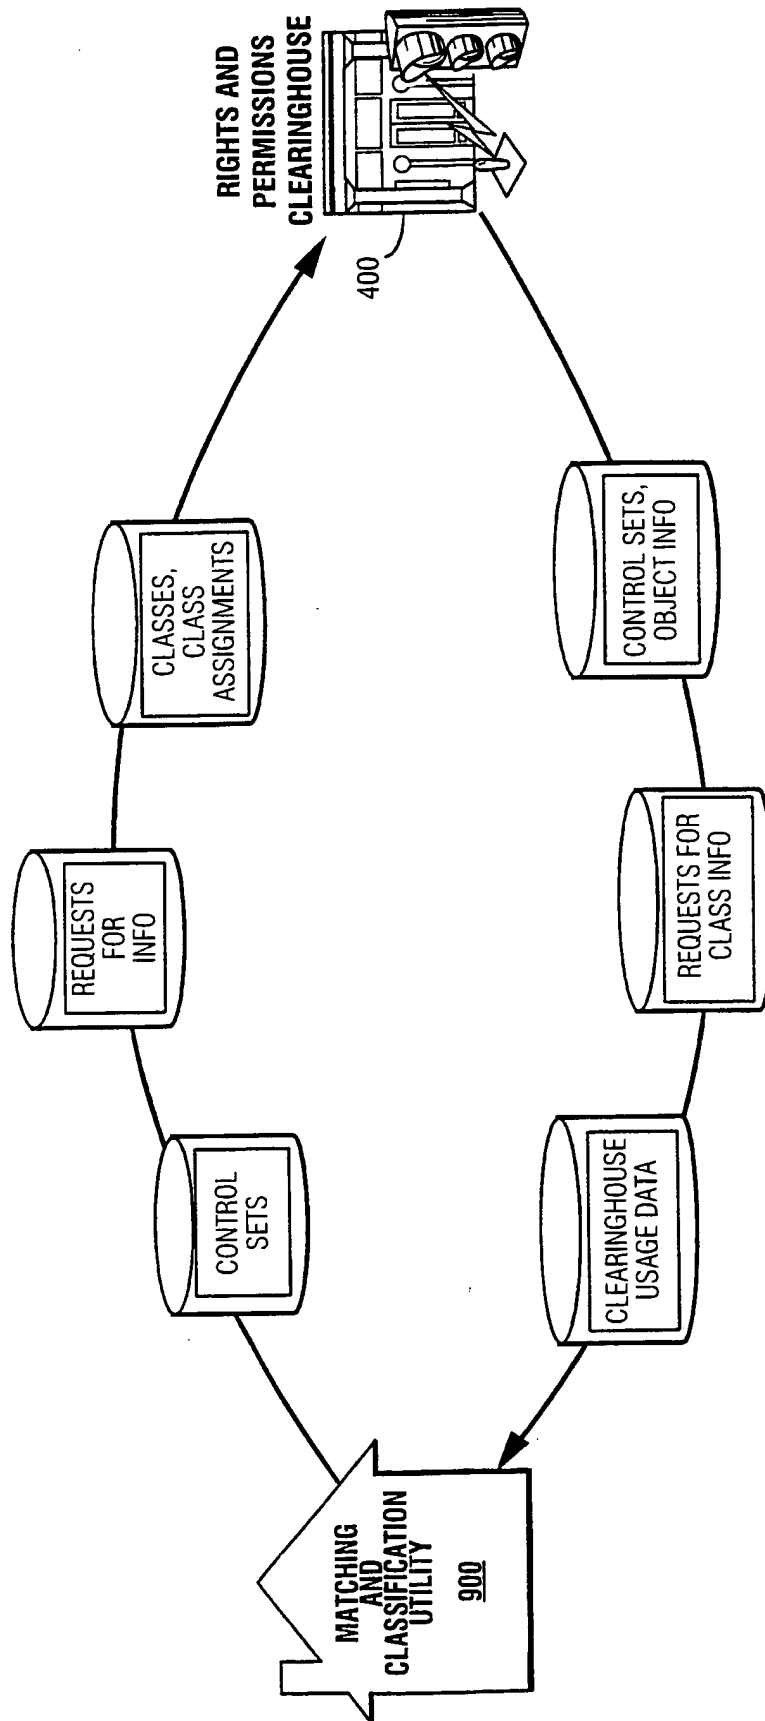 RIGHTS AND
PERMISSIONS
CLEARINGHOUSE
400
CLASSES,
CLASS
ASSIGNMENTS
REQUESTS
FOR
INFO
CONTROL
SETS
MATCHING
AND
CLASSIFICATION
UTILITY
900
CONTROL SETS,
OBJECT INFO
REQUESTS FOR
CLASS INFO
CLEARINGHOUSE
USAGE DATA